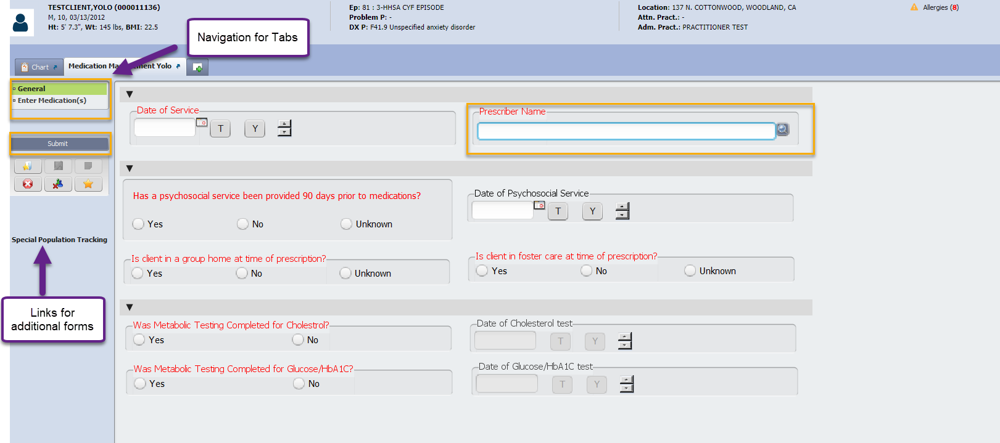 TESTCLIENT,YOLO (000011136)
M, 10, 03/13/2012
Ht: 5' 7.3", Wt: 145 lbs, BMI: 22.5
Ep: 81 : 3-HHSA CYF EPISODE
Problem P: -
DX P: F41.9 Unspecified anxiety disorder
Location: 137 N. COTTONWOOD, WOODLAND, CA
Attn. Pract.: -
Adm. Pract.: PRACTITIONER TEST
Allergies (8)
Navigation for Tabs
Chart
Medication Ma ement Yolo
General
Enter Medication(s)
Submit
Special Population Tracking
Links for
additional forms
Date of Service
T Y
Prescriber Name
Has a psychosocial service been provided 90 days prior to medications?
Yes No Unknown
Date of Psychosocial Service
T Y
Is client in a group home at time of prescription?
Yes No Unknown
Is client in foster care at time of prescription?
Yes No Unknown
Was Metabolic Testing Completed for Cholestrol?
Yes No
Date of Cholesterol test
T Y
Was Metabolic Testing Completed for Glucose/HbA1C?
Yes No
Date of Glucose/HbA1C test
T Y